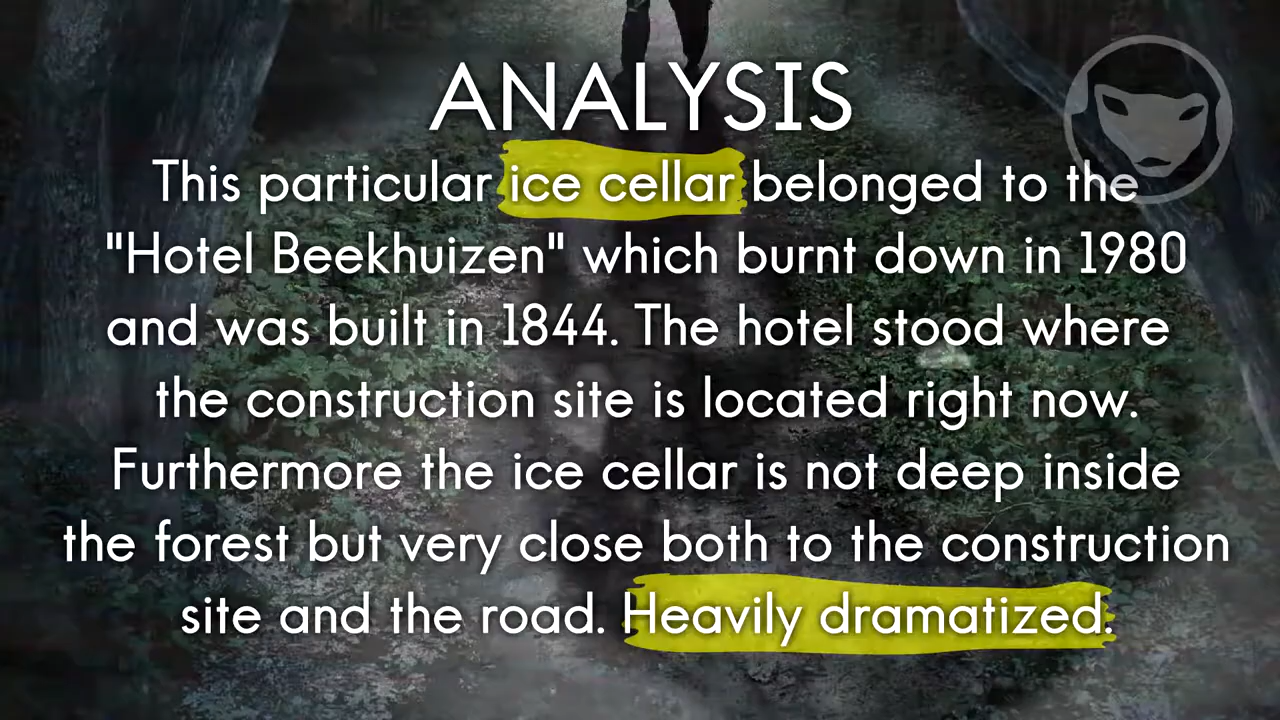 ANALYSIS
This particular ice cellar belonged to the
"Hotel Beekhuizen" which burnt down in 1980
and was built in 1844. The hotel stood where
the construction site is located right now.
Furthermore the ice cellar is not deep inside
the forest but very close both to the construction
site and the road. Heavily dramatized.